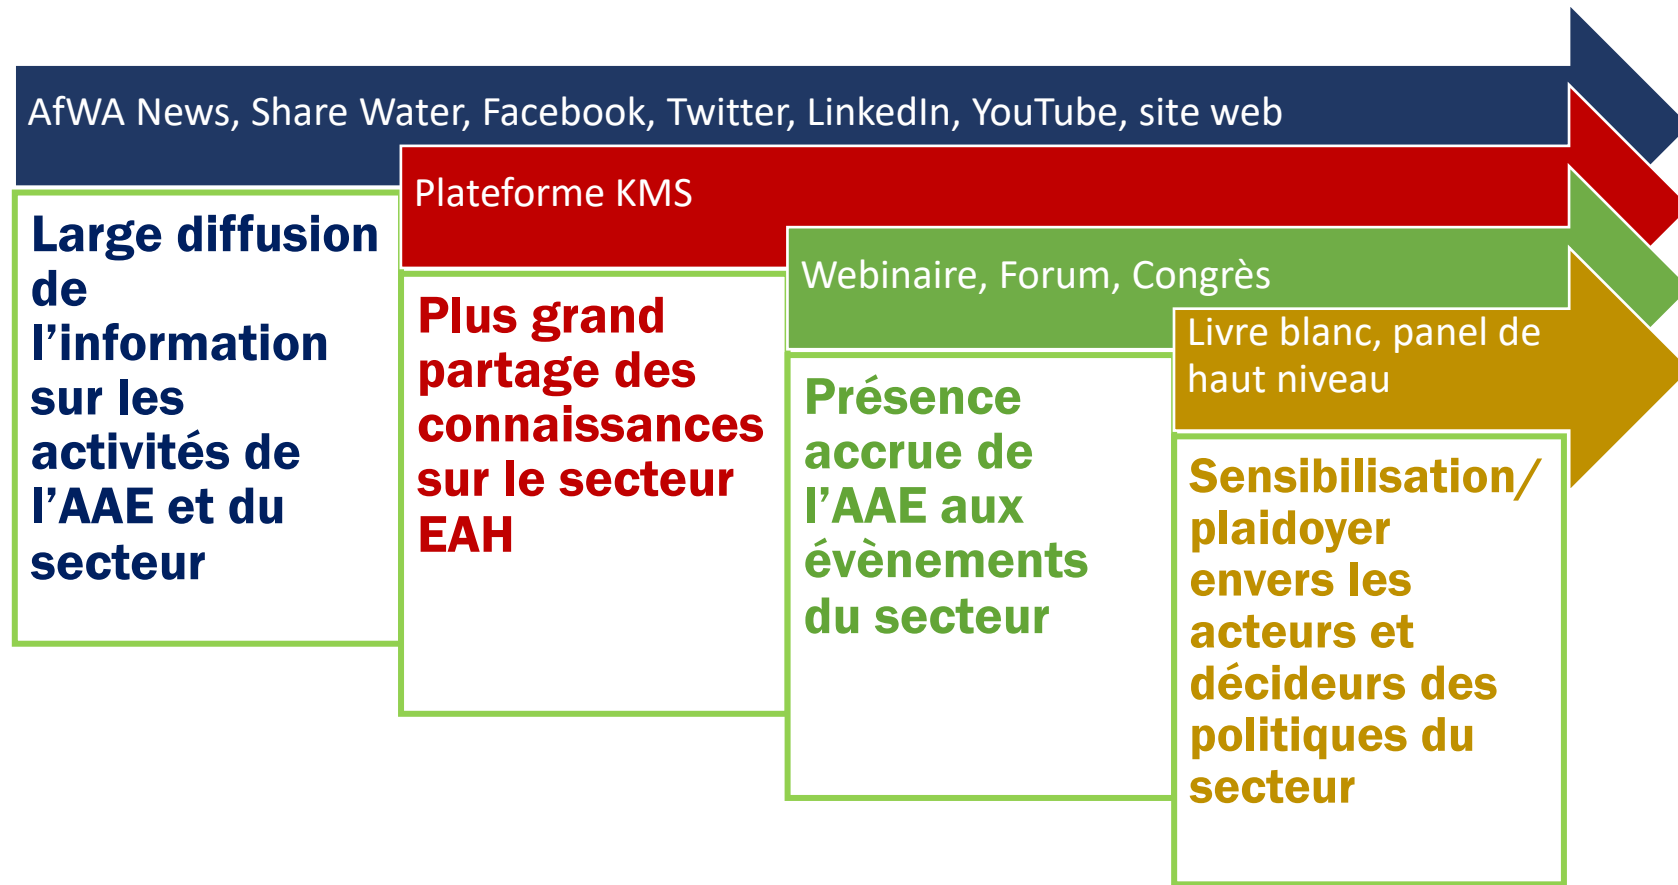 AfWA News, Share Water, Facebook, Twitter, LinkedIn, YouTube, site web
Large diffusion
de
l’information
sur les
activités de
l’AAE et du
secteur
Plateforme KMS
Plus grand
partage des
connaissances
sur le secteur
EAH
Webinaire, Forum, Congrès
Présence
accrue de
l’AAE aux
évènements
du secteur
Livre blanc, panel de
haut niveau
Sensibilisation/
plaidoyer
envers les
acteurs et
décideurs des
politiques du
secteur